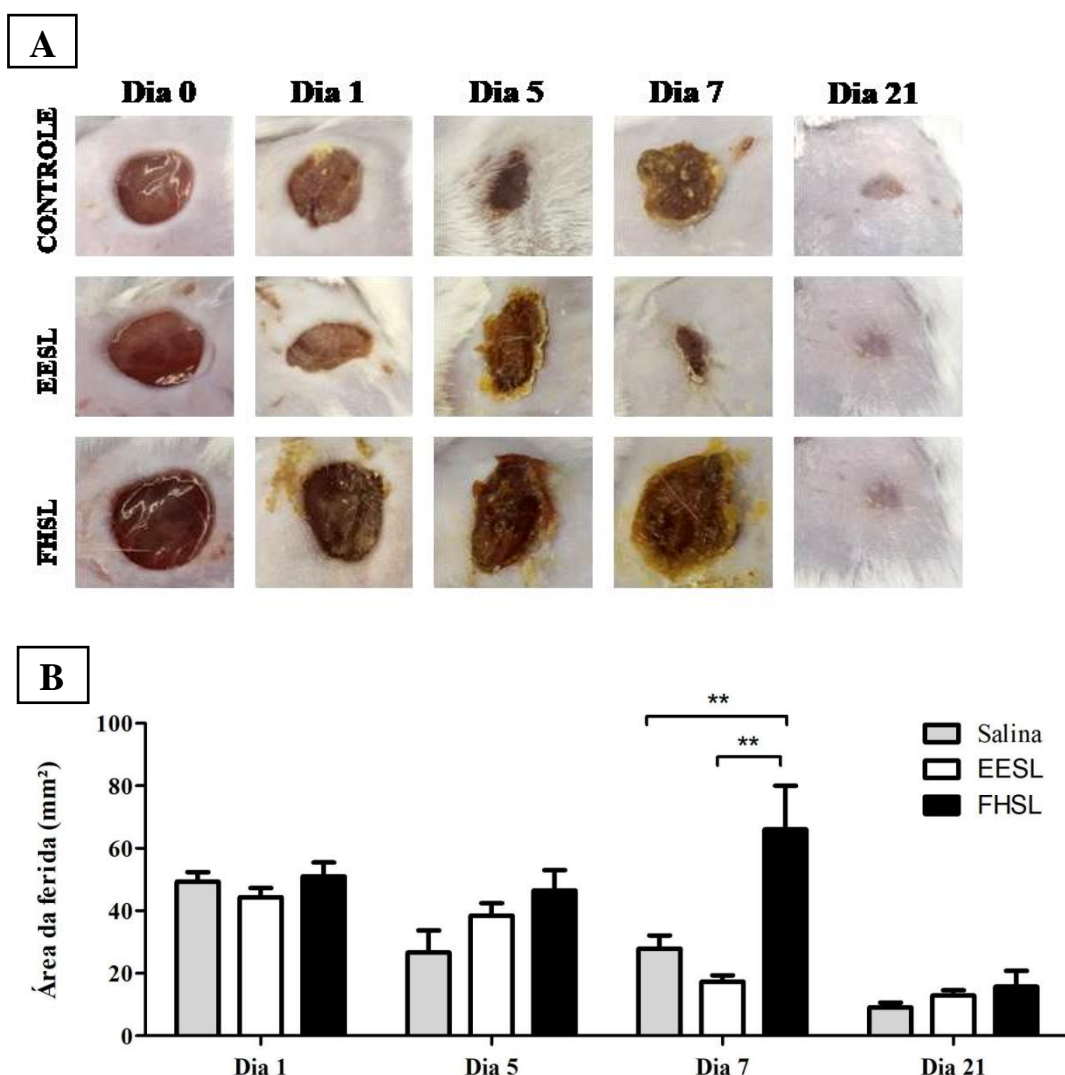 A
Dia 0 Dia 1 Dia 5 Dia 7 Dia 21
CONTROLE
EESL
FHSL
B
** 
**
Salina
EESL
FHSL
Área da ferida (mm²)
100
80
60
40
20
0
Dia 1 Dia 5 Dia 7 Dia 21